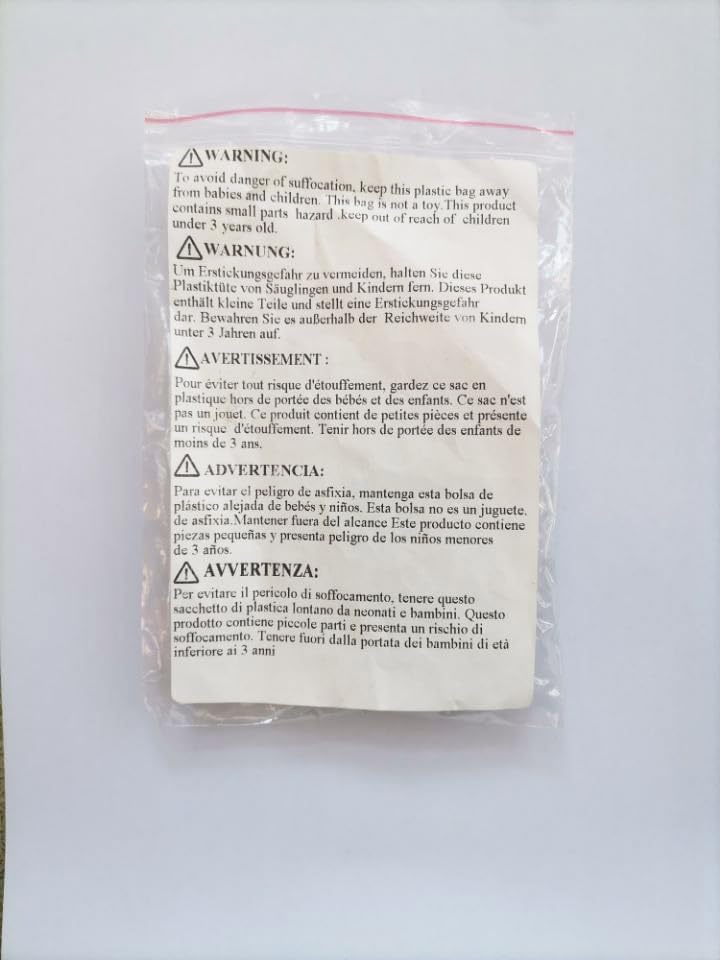 ⚠WARNING:
To avoid danger of suffocation, keep this plastic bag away
from babies and children. This bag is not a toy.This product
contains small parts hazard .keep out of reach of children
under 3 years old.
⚠WARNUNG:
Um Erstickungsgefahr zu vermeiden, halten Sie diese
Plastiktüte von Säuglingen und Kindern fern. Dieses Produkt
enthält kleine Teile und stellt eine Erstickungsgefahr
dar. Bewahren Sie es außerhalb der Reichweite von Kindern
unter 3 Jahren auf.
⚠AVERTISSEMENT :
Pour éviter tout risque d'étouffement, gardez ce sac en
plastique hors de portée des bébés et des enfants. Ce sac n'est
pas un jouet. Ce produit contient de petites pièces et présente
un risque d'étouffement. Tenir hors de portée des enfants de
moins de 3 ans.
⚠ADVERTENCIA:
Para evitar el peligro de asfixia, mantenga esta bolsa de
plástico alejada de bebés y niños. Esta bolsa no es un juguete.
de asfixia.Mantener fuera del alcance Este producto contiene
piezas pequeñas y presenta peligro de los niños menores
de 3 años.
⚠AVVERTENZA:
Per evitare il pericolo di soffocamento, tenere questo
sacchetto di plastica lontano da neonati e bambini. Questo
prodotto contiene piccole parti e presenta un rischio di
soffocamento. Tenere fuori dalla portata dei bambini di età
inferiore ai 3 anni